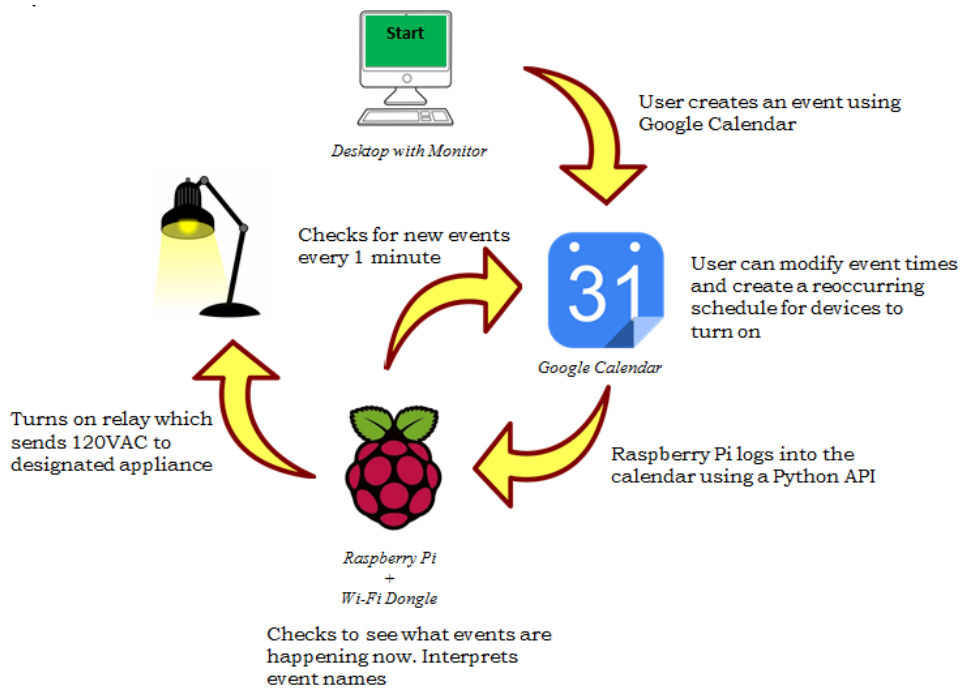 Start
Desktop with Monitor
User creates an event using
Google Calendar
Checks for new events
every 1 minute
31
Google Calendar
User can modify event times
and create a reoccurring
schedule for devices to
turn on
Turns on relay which
sends 120VAC to
designated appliance
Raspberry Pi logs into the
calendar using a Python API
Raspberry Pi
+
Wi-Fi Dongle
Checks to see what events are
happening now. Interprets
event names